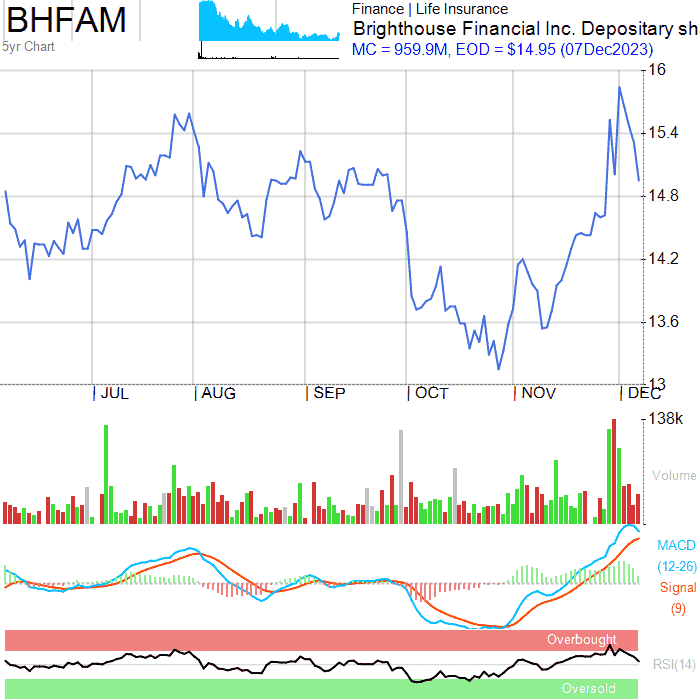 BHFAM
5yr Chart
Finance | Life Insurance
Brighthouse Financial Inc. Depositary sh
MC = 959.9M, EOD = $14.95 (07Dec2023)
16
15.4
14.8
14.2
13.6
13
JUL AUG SEP OCT NOV DEC
138k
Volume
MACD
(12-26)
Signal
(9)
Overbought
RSI(14)
Oversold